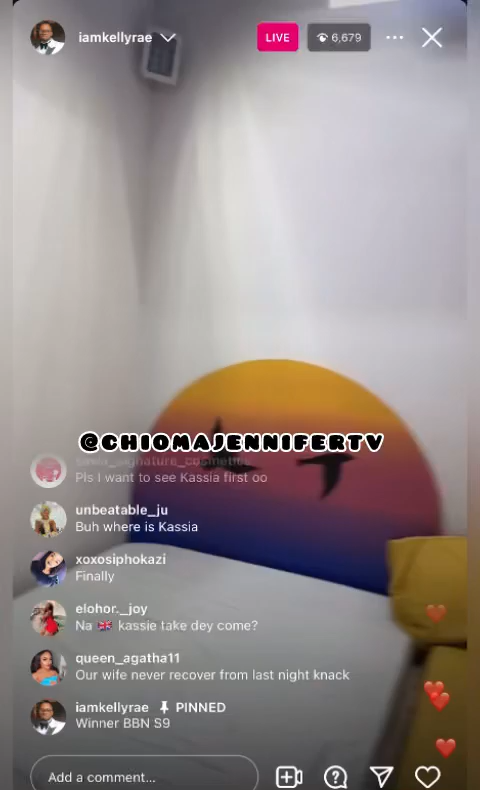 iamkellyrae
LIVE
6,679
@CHIOMAJENNIFERTV
Pls I want to see Kassia first oo
unbeatable_ju
Buh where is Kassia
xoxosiphokazi
Finally
elohor._joy
Na 🇬🇧 kassie take dey come?
queen_agatha11
Our wife never recover from last night knack
iamkellyrae PINNED
Winner BBN S9
Add a comment...